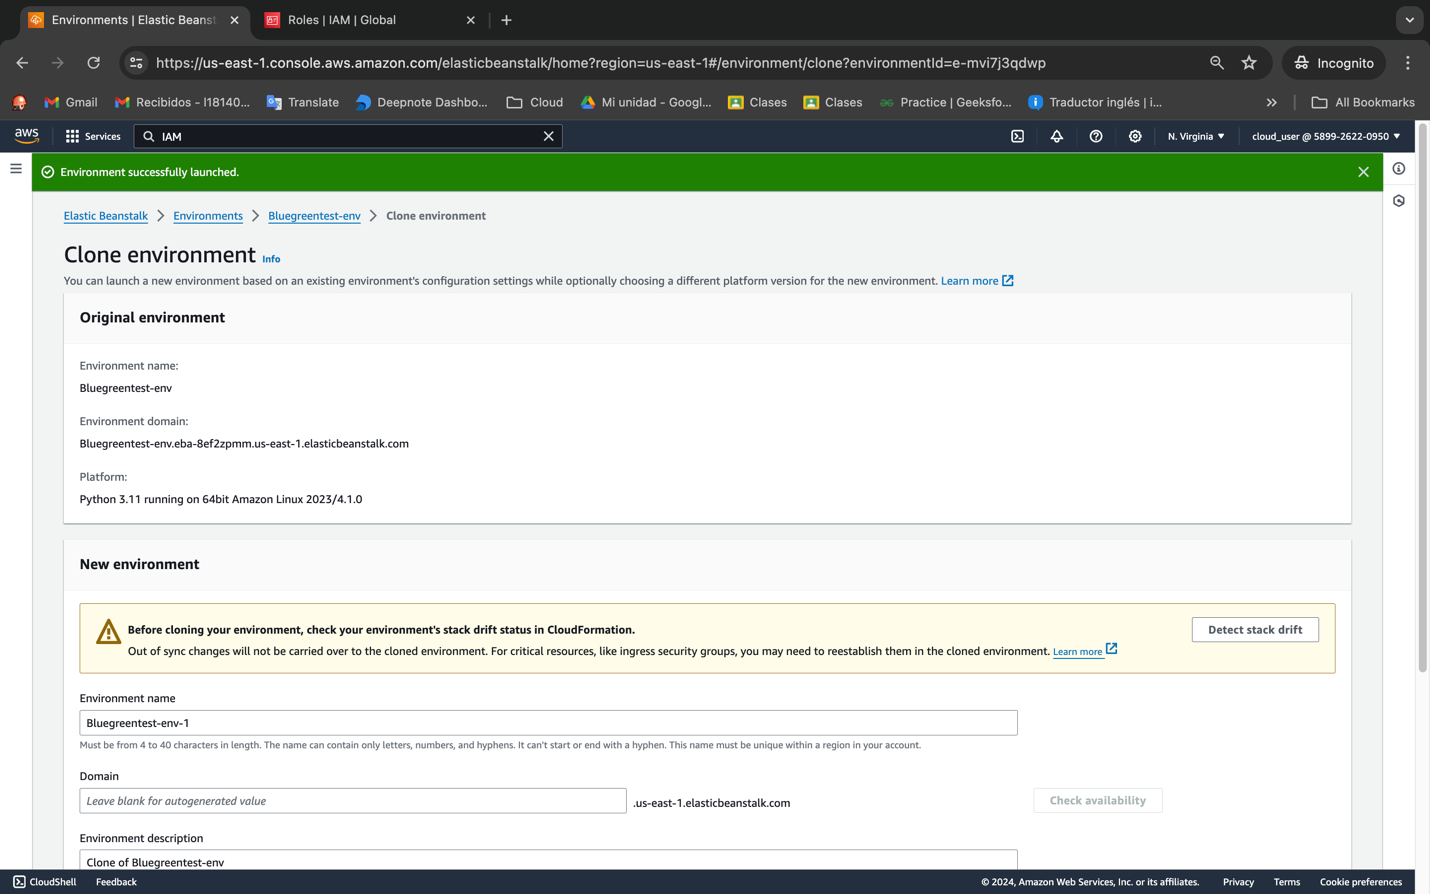 Environments | Elastic Beanst
Roles | IAM | Global
https://us-east-1.console.aws.amazon.com/elasticbeanstalk/home?region=us-east-1#/environment/clone?environmentId=e-mvi7j3qdwp
Incognito
Gmail
Recibidos - l18140...
Translate
Deepnote Dashbo...
Cloud
Mi unidad - Googl...
Clases
Clases
Practice | Geeksfo...
Traductor inglés | i...
All Bookmarks
aws
Services
IAM
N. Virginia
cloud_user @ 5899-2622-0950
Environment successfully launched.
Elastic Beanstalk > Environments > Bluegreentest-env > Clone environment
Clone environment Info
You can launch a new environment based on an existing environment's configuration settings while optionally choosing a different platform version for the new environment. Learn more
Original environment
Environment name:
Bluegreentest-env
Environment domain:
Bluegreentest-env.eba-8ef2zpmm.us-east-1.elasticbeanstalk.com
Platform:
Python 3.11 running on 64bit Amazon Linux 2023/4.1.0
New environment
Before cloning your environment, check your environment's stack drift status in CloudFormation.
Detect stack drift
Out of sync changes will not be carried over to the cloned environment. For critical resources, like ingress security groups, you may need to reestablish them in the cloned environment. Learn more
Environment name
Bluegreentest-env-1
Must be from 4 to 40 characters in length. The name can contain only letters, numbers, and hyphens. It can't start or end with a hyphen. This name must be unique within a region in your account.
Domain
Leave blank for autogenerated value
.us-east-1.elasticbeanstalk.com
Check availability
Environment description
Clone of Bluegreentest-env
CloudShell
Feedback
© 2024, Amazon Web Services, Inc. or its affiliates.
Privacy
Terms
Cookie preferences